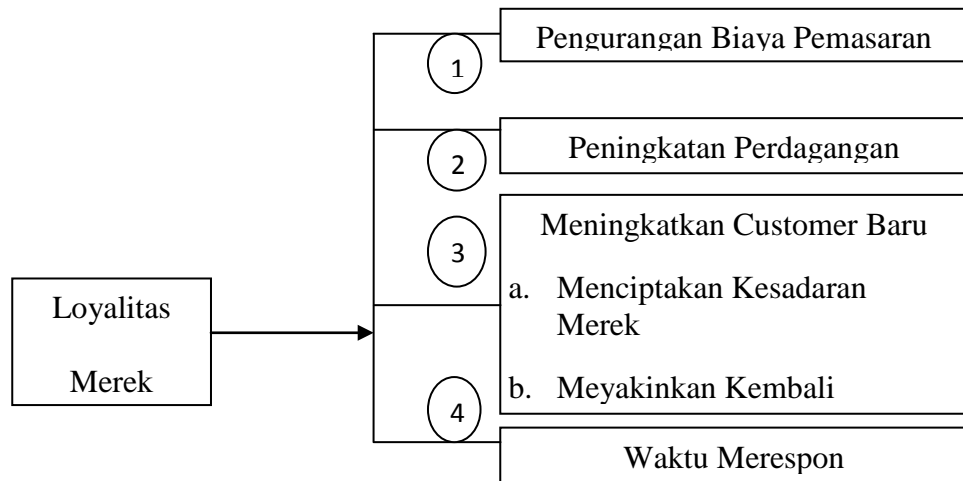 Pengurangan Biaya Pemasaran
1
Peningkatan Perdagangan
2
Meningkatkan Customer Baru
3
a. Menciptakan Kesadaran
Merek
b. Meyakinkan Kembali
Loyalitas
Merek
4
Waktu Merespon